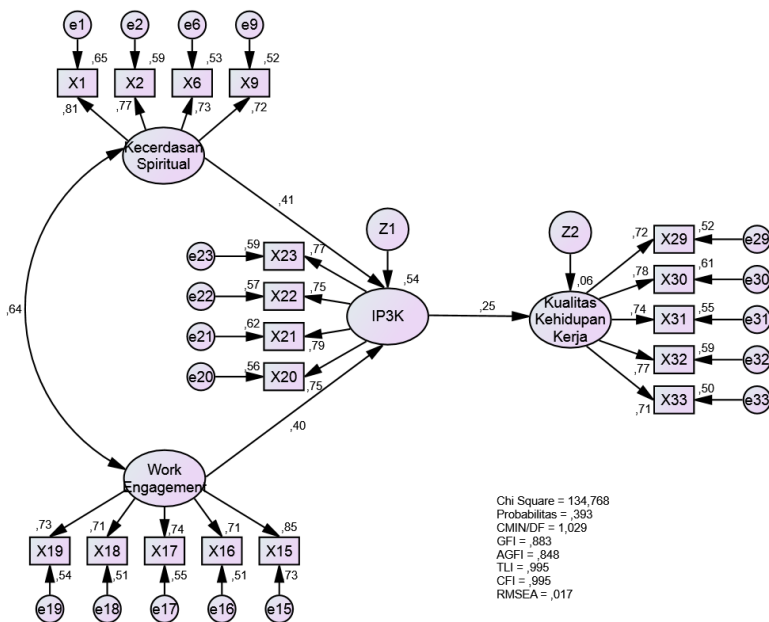 e1 e2 e6 e9
,65 ,59 ,53 ,52
X1 X2 X6 X9
,81 ,77 ,73 ,72
Kecerdasan
Spiritual
,41
,64
Z1
Z2
e23 ,59 X23 ,77
e22 ,57 X22 ,75
e21 ,62 X21 ,79
e20 ,56 X20 ,75
IP3K
,54
,25
,06
Kualitas
Kehidupan
Kerja
,72 X29 ,52 e29
,78 X30 ,61 e30
,74 X31 ,55 e31
,77 X32 ,59 e32
,71 X33 ,50 e33
,40
Work
Engagement
,73 ,71 ,74 ,71 ,85
X19 X18 X17 X16 X15
,54 ,51 ,55 ,51 ,73
e19 e18 e17 e16 e15
Chi Square = 134,768
Probabilitas = ,393
CMIN/DF = 1,029
GFI = ,883
AGFI = ,848
TLI = ,995
CFI = ,995
RMSEA = ,017